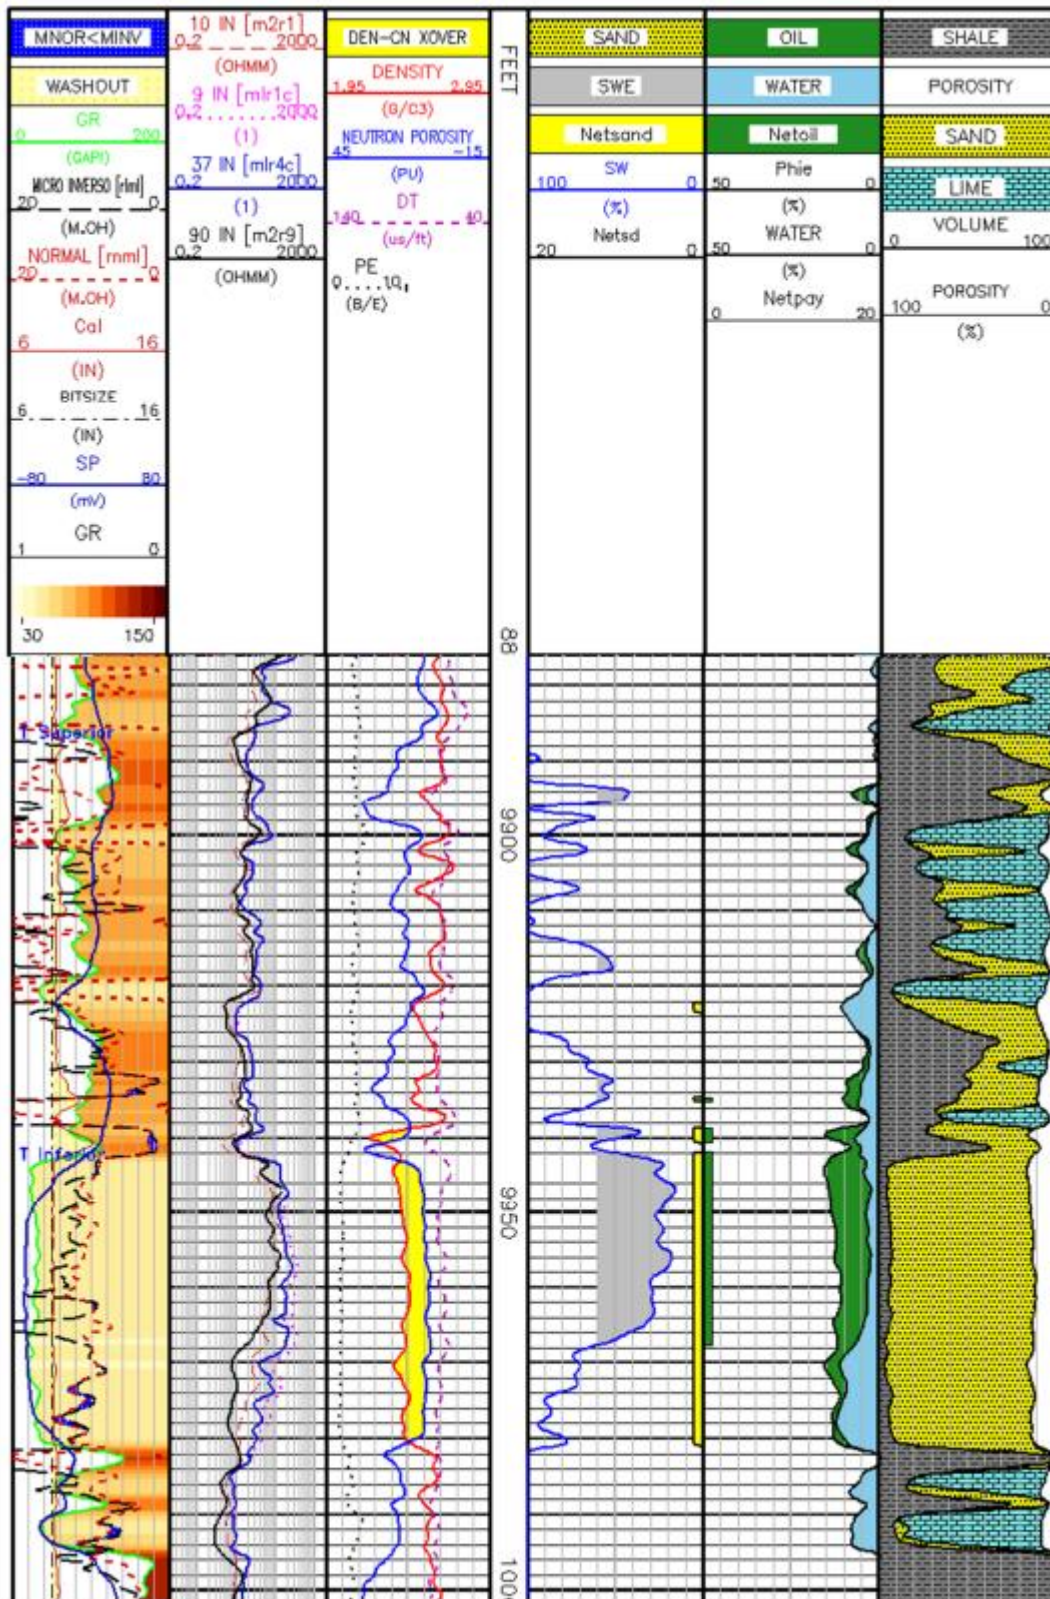 MNOR<MINV
WASHOUT
GR
0 200
(GAPI)
MICRO INVERSO [rlml]
20 0
(M.OH)
NORMAL [rnml]
20 0
(M.OH)
Cal
6 16
(IN)
BITSIZE
6 16
(IN)
SP
-80 80
(mV)
GR
1 0
30 150
10 IN [m2r1]
0.2 2000
(OHMM)
9 IN [mlr1c]
0.2 2000
(1)
37 IN [mlr4c]
0.2 2000
(1)
90 IN [m2r9]
0.2 2000
(OHMM)
DEN-CN XOVER
DENSITY
1.95 2.95
(G/C3)
NEUTRON POROSITY
45 -15
(PU)
DT
140 40
(us/ft)
PE
0 10
(B/E)
FEET
SAND
SWE
Netsand
SW
100 0
(%)
Netsd
20 0
OIL
WATER
Netoil
Phie
50 0
(%)
WATER
50 0
(%)
Netpay
0 20
SHALE
POROSITY
SAND
LIME
VOLUME
0 100
POROSITY
100 0
(%)
88
T Superior
9900
T Inferior
9950
1000